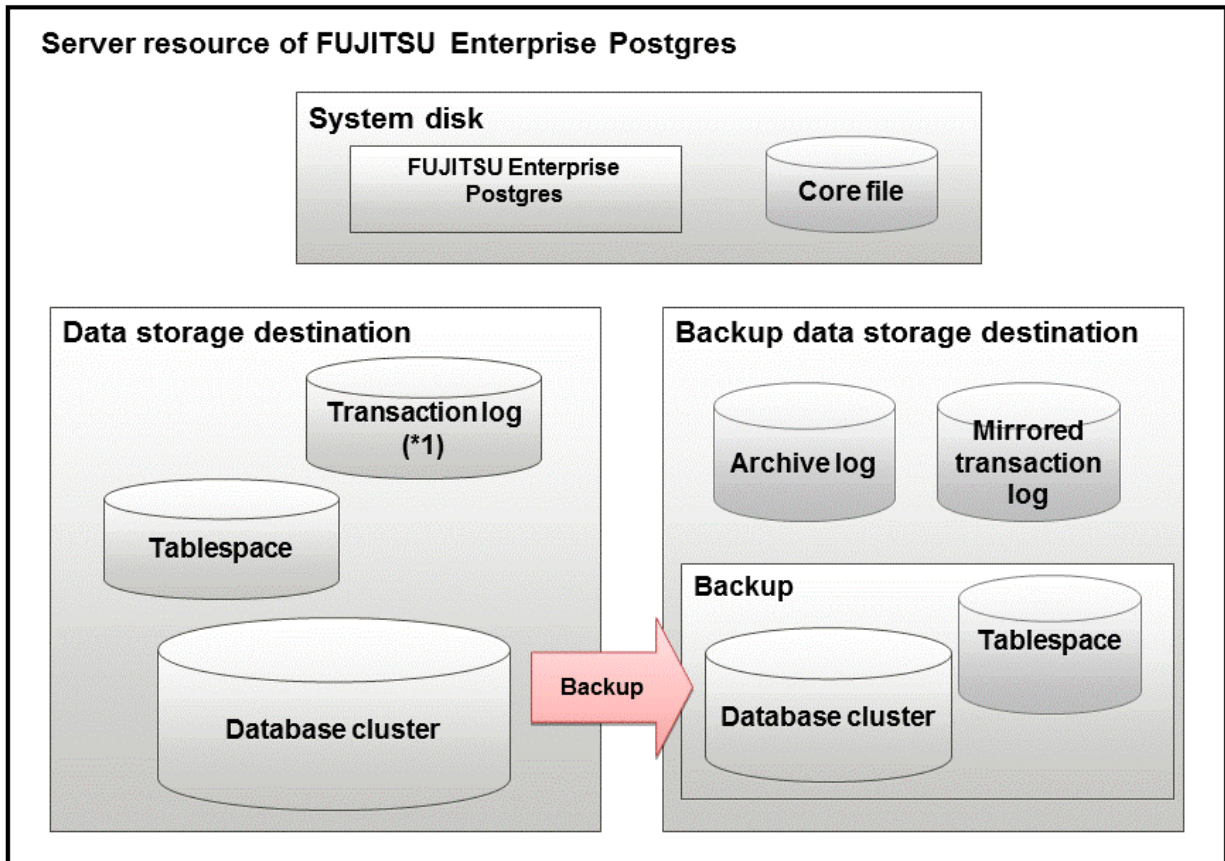 Server resource of FUJITSU Enterprise Postgres
System disk
FUJITSU Enterprise
Postgres
Core file
Data storage destination
Transaction log
(*1)
Tablespace
Database cluster
Backup
Backup data storage destination
Archive log
Mirrored
transaction
log
Backup
Tablespace
Database cluster